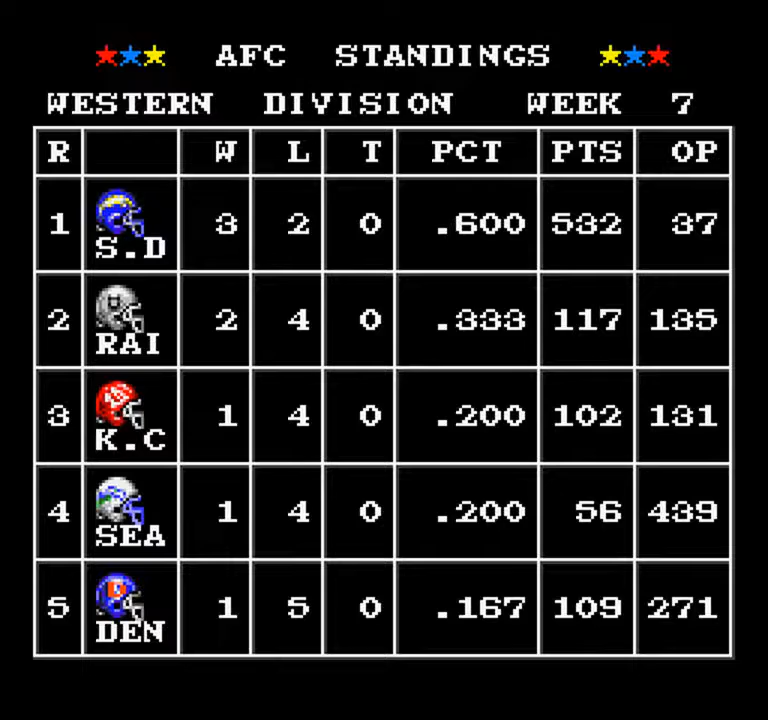 AFC STANDINGS
WESTERN DIVISION WEEK 7
R W L T PCT PTS OP
1 S.D 3 2 0 .600 532 37
2 RAI 2 4 0 .333 117 135
3 K.C 1 4 0 .200 102 131
4 SEA 1 4 0 .200 56 439
5 DEN 1 5 0 .167 109 271